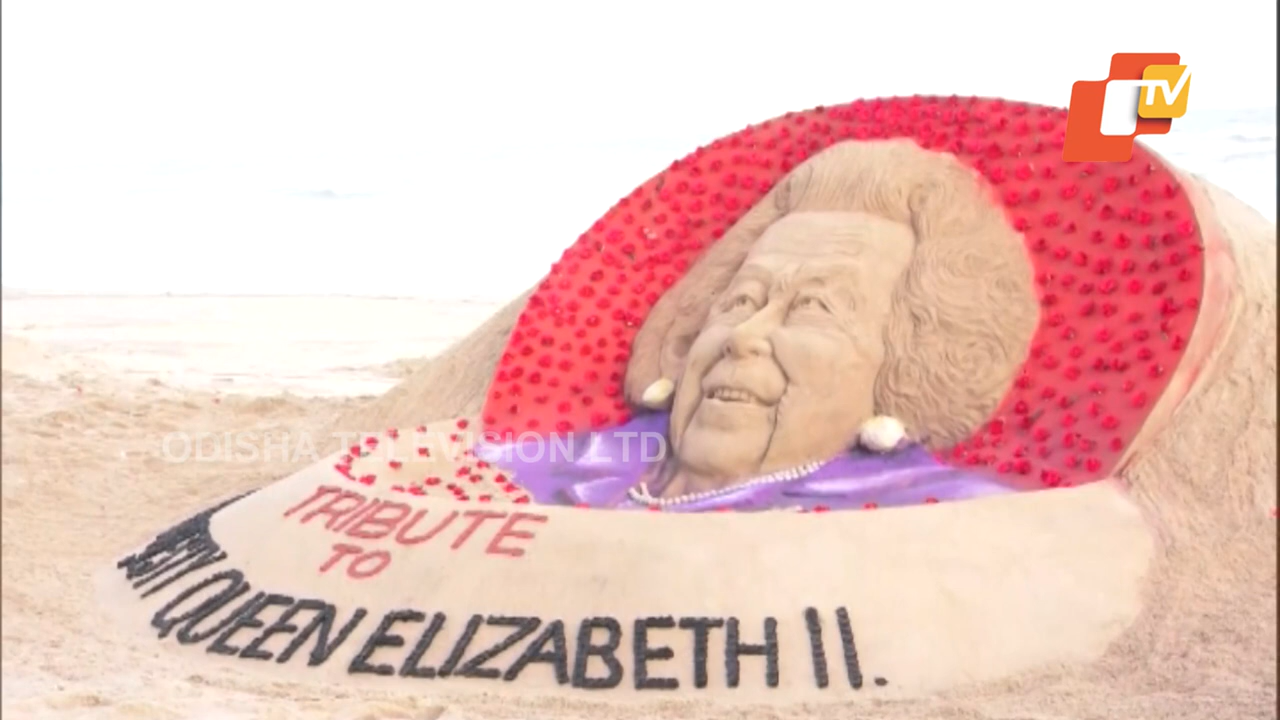 TV
ODISHA TELEVISION LTD
TRIBUTE
TO
QUEEN ELIZABETH II.